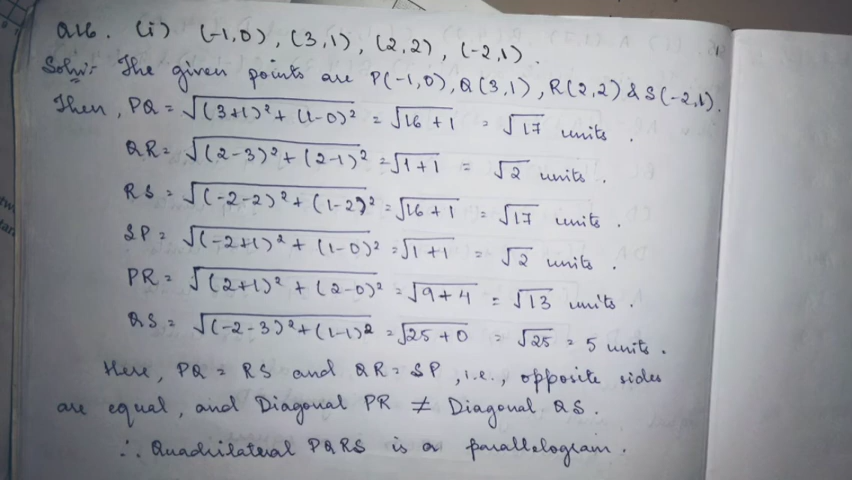 Q16. (i) (-1,0), (3,1), (2,2), (-2,1).
Soln:- The given points are P(-1,0), Q(3,1), R(2,2) & S(-2,1).
Then, PQ = √(3+1)² + (1-0)² = √16+1 = √17 units.
QR = √(2-3)² + (2-1)² = √1+1 = √2 units.
RS = √(-2-2)² + (1-2)² = √16+1 = √17 units.
SP = √(-2+1)² + (1-0)² = √1+1 = √2 units.
PR = √(2+1)² + (2-0)² = √9+4 = √13 units.
QS = √(-2-3)² + (1-1)² = √25+0 = √25 = 5 units.
Here, PQ = RS and QR = SP, i.e., opposite sides
are equal, and Diagonal PR ≠ Diagonal QS.
∴ Quadrilateral PQRS is a parallelogram.